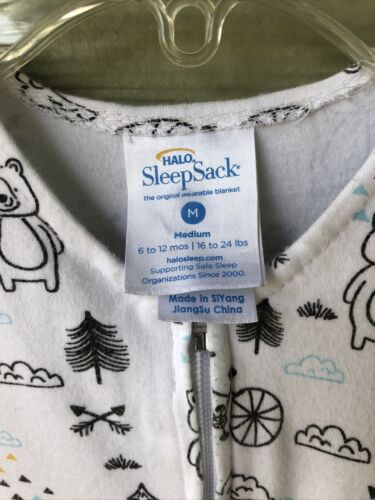 HALO®
SleepSack®
the original wearable blanket
M
Medium
6 to 12 mos | 16 to 24 lbs
halosleep.com
Supporting Safe Sleep
Organizations Since 2000.
Made in SiYang
JiangSu China